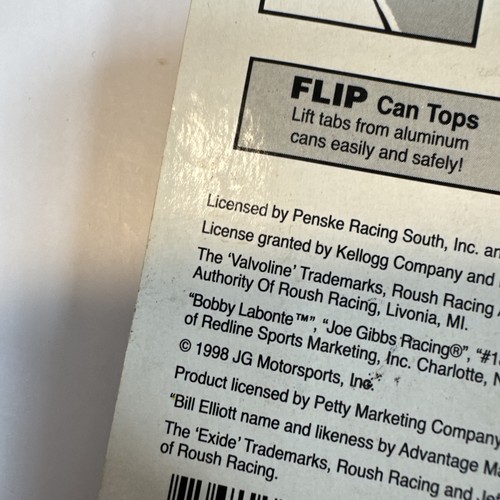 FLIP Can Tops
Lift tabs from aluminum
cans easily and safely!
Licensed by Penske Racing South, Inc. an
License granted by Kellogg Company and
The 'Valvoline' Trademarks, Roush Racing
Authority Of Roush Racing, Livonia, MI.
"Bobby Labonte™", "Joe Gibbs Racing®", "#1
of Redline Sports Marketing, Inc. Charlotte, N
© 1998 JG Motorsports, Inc.
Product licensed by Petty Marketing Company
"Bill Elliott name and likeness by Advantage Ma
The 'Exide' Trademarks, Roush Racing and
of Roush Racing.